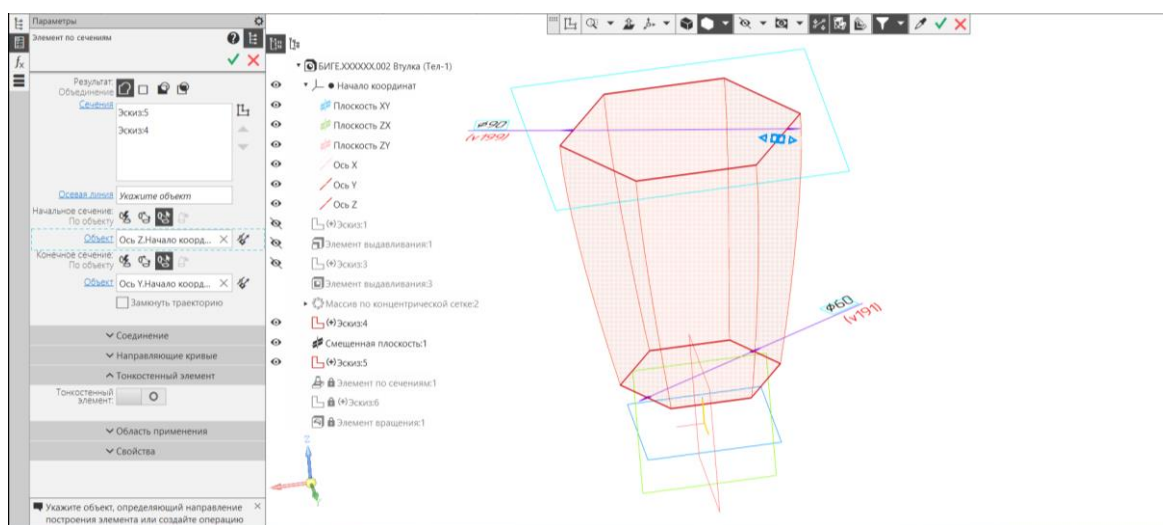 Параметры
Элемент по сечениям
Результат:
Объединение
Сечения
Эскиз:5
Эскиз:4
Осевая линия
Укажите объект
Начальное сечение:
По объекту
Объект
Ось Z.Начало коорд...
Конечное сечение:
По объекту
Объект
Ось Y.Начало коорд...
Замкнуть траекторию
Соединение
Направляющие кривые
Тонкостенный элемент
Тонкостенный
элемент:
Область применения
Свойства
Укажите объект, определяющий направление
построения элемента или создайте операцию
БИГЕ.XXXXXX.002 Втулка (Тел-1)
Начало координат
Плоскость XY
Плоскость ZX
Плоскость ZY
Ось X
Ось Y
Ось Z
(+)Эскиз:1
Элемент выдавливания:1
(+)Эскиз:3
Элемент выдавливания:3
Массив по концентрической сетке:2
(+)Эскиз:4
Смещенная плоскость:1
(+)Эскиз:5
Элемент по сечениям:1
(+)Эскиз:6
Элемент вращения:1
⌀90
(v199)
⌀60
(v191)